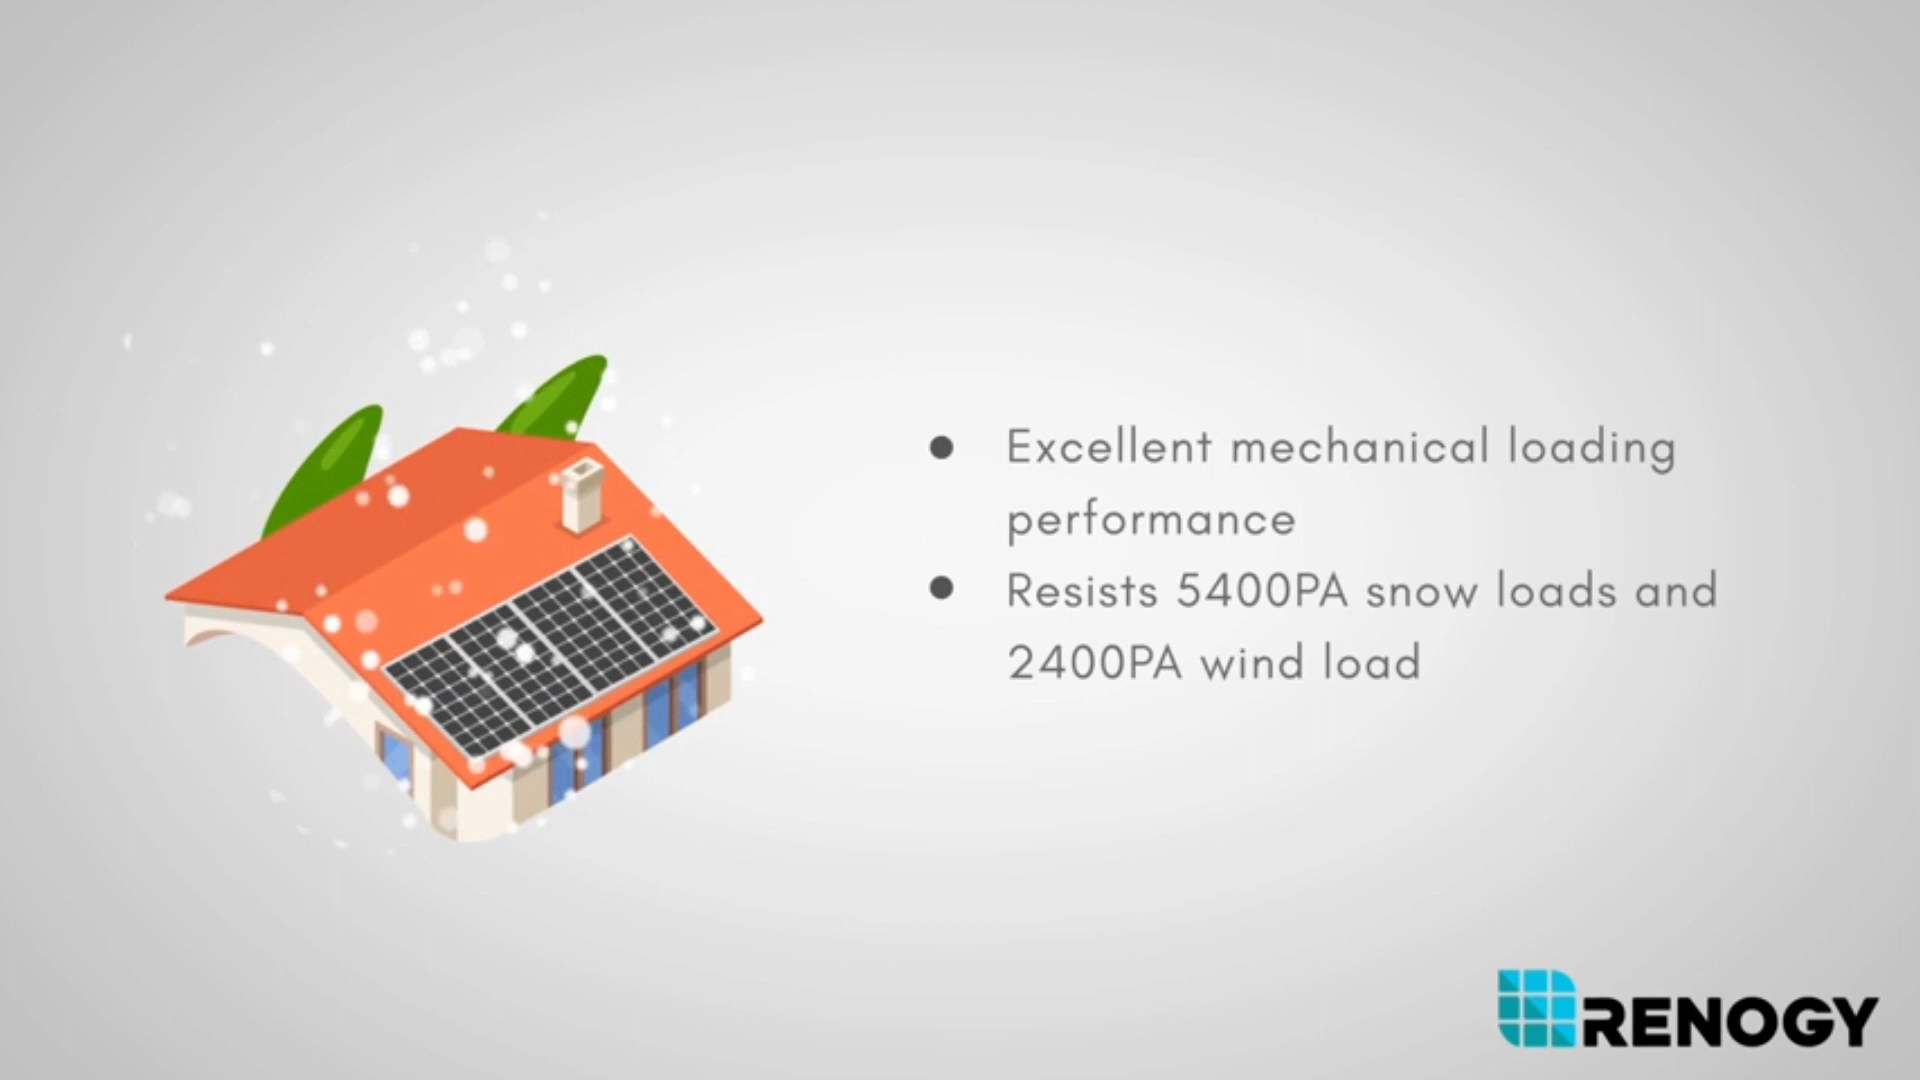 Excellent mechanical loading
performance
Resists 5400PA snow loads and
2400PA wind load
RENOGY